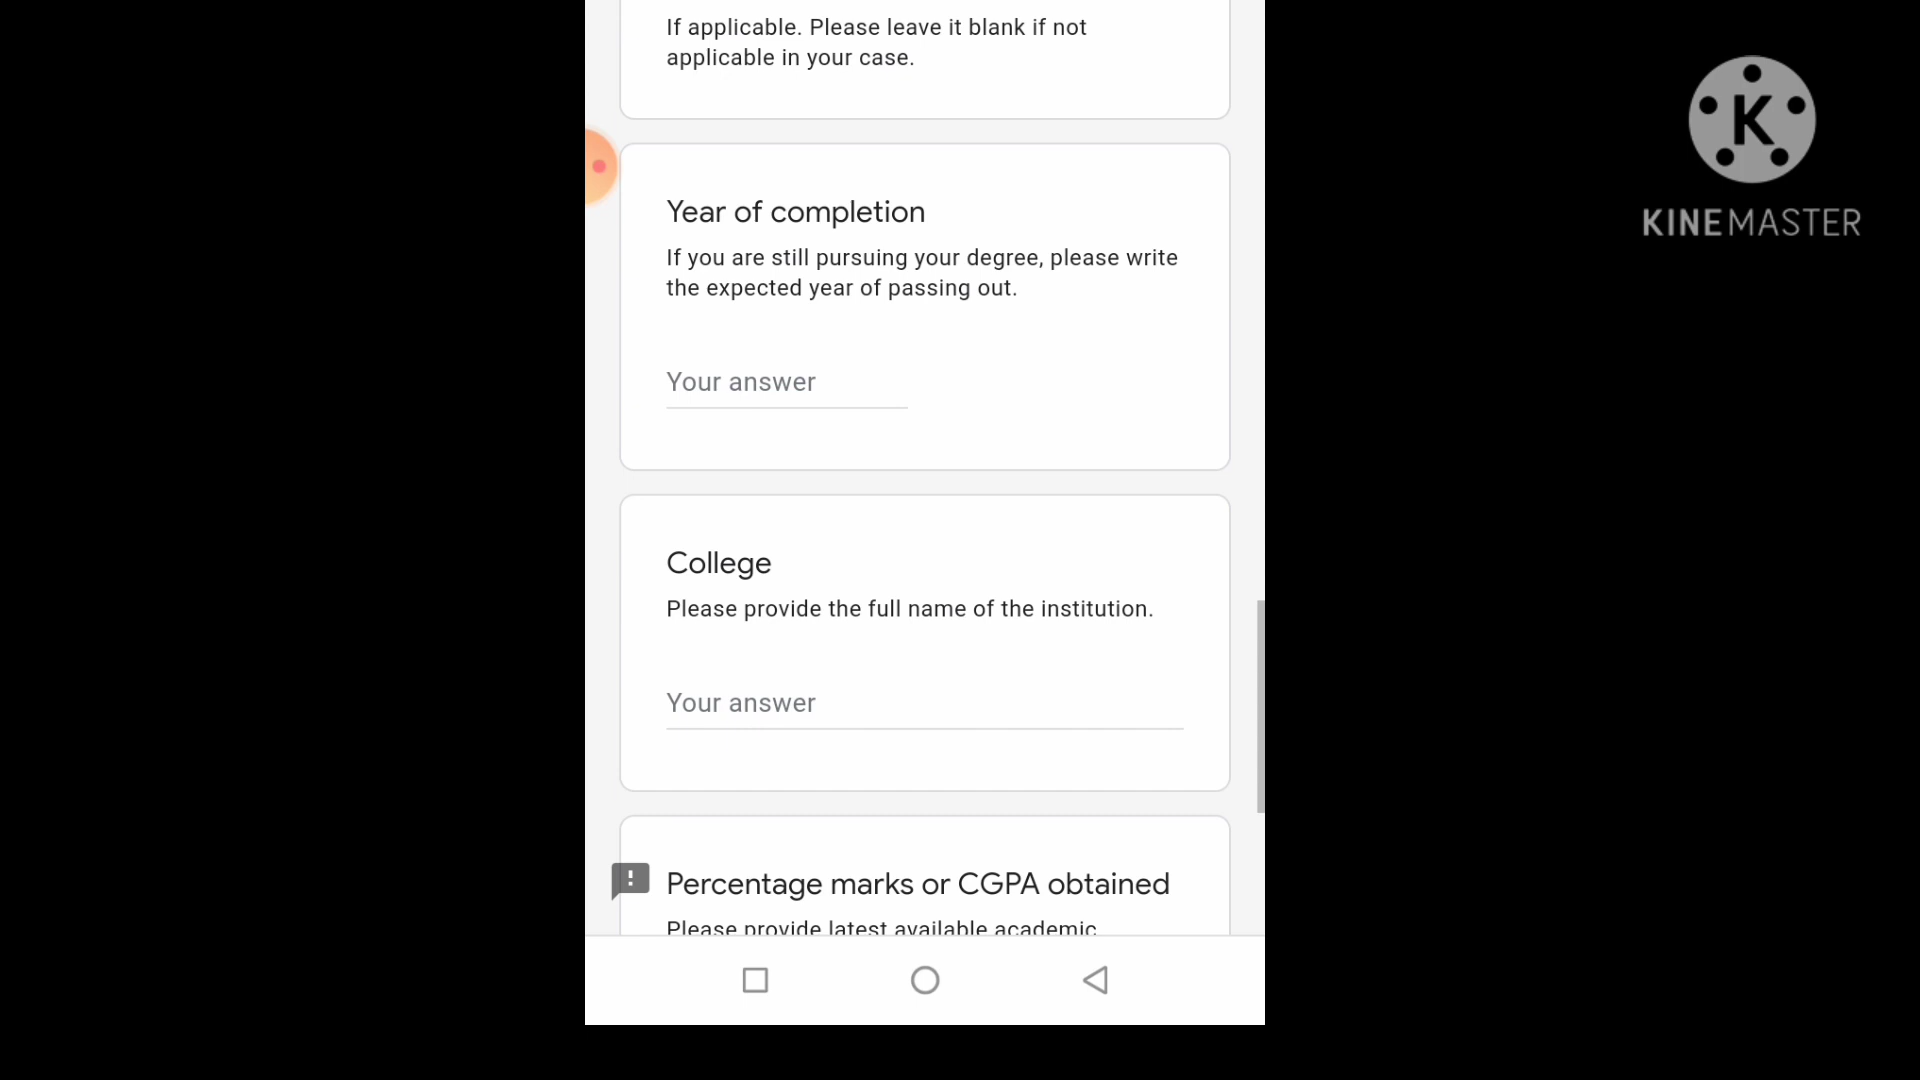 If applicable. Please leave it blank if not
applicable in your case.
K
KINEMASTER
Year of completion
If you are still pursuing your degree, please write
the expected year of passing out.
Your answer
College
Please provide the full name of the institution.
Your answer
Percentage marks or CGPA obtained
Please provide latest available academic